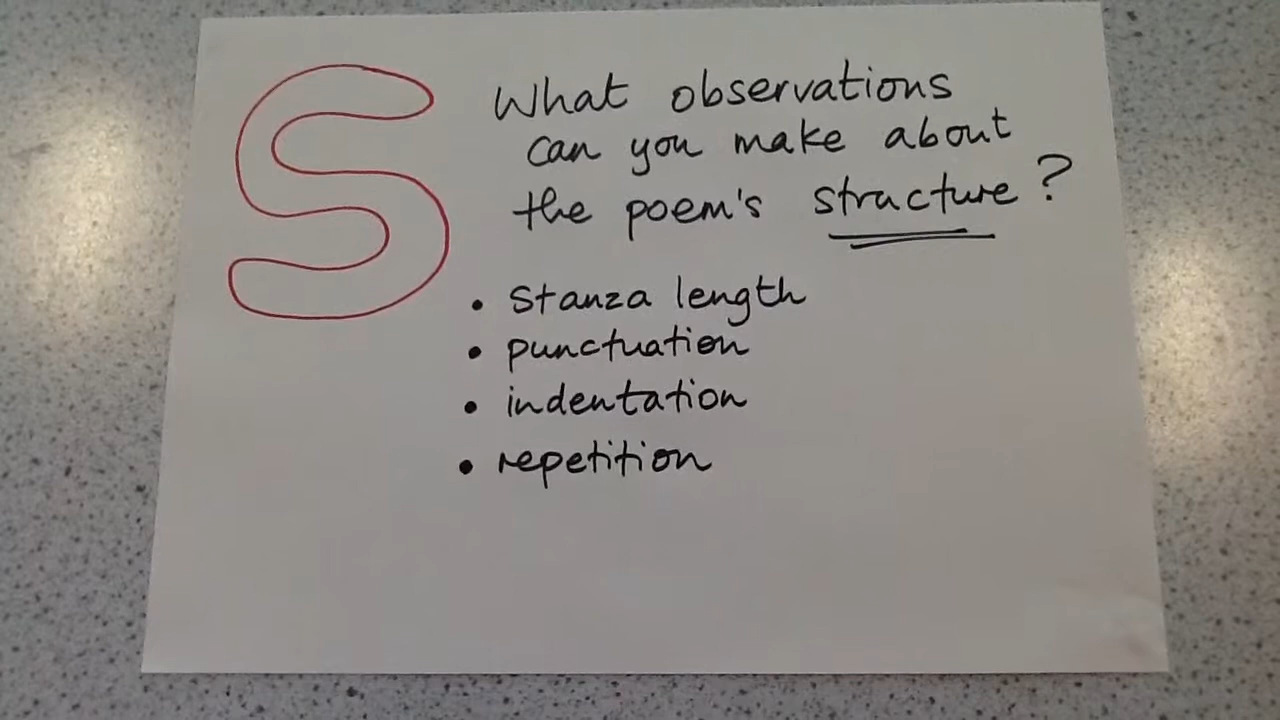 S
What observations
can you make about
the poem's structure?
• Stanza length
• punctuation
• indentation
• repetition